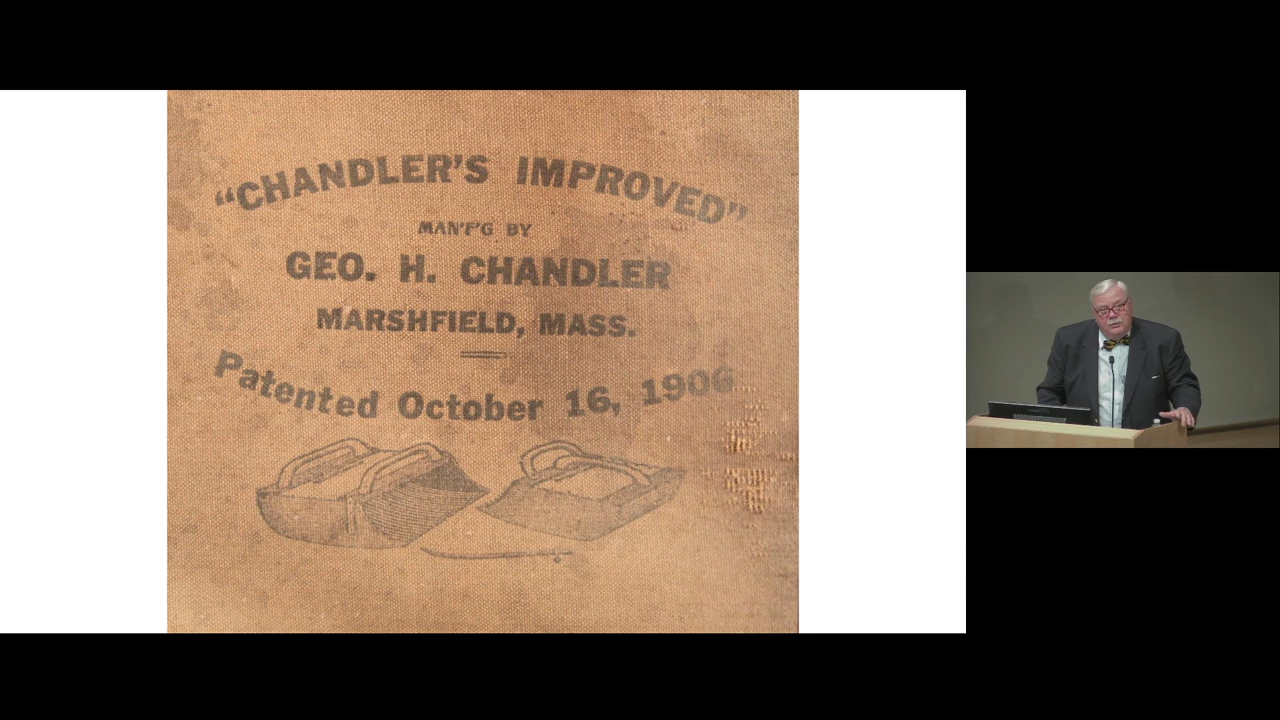 “CHANDLER’S IMPROVED”
MAN’F’G BY
GEO. H. CHANDLER
MARSHFIELD, MASS.
Patented October 16, 1906